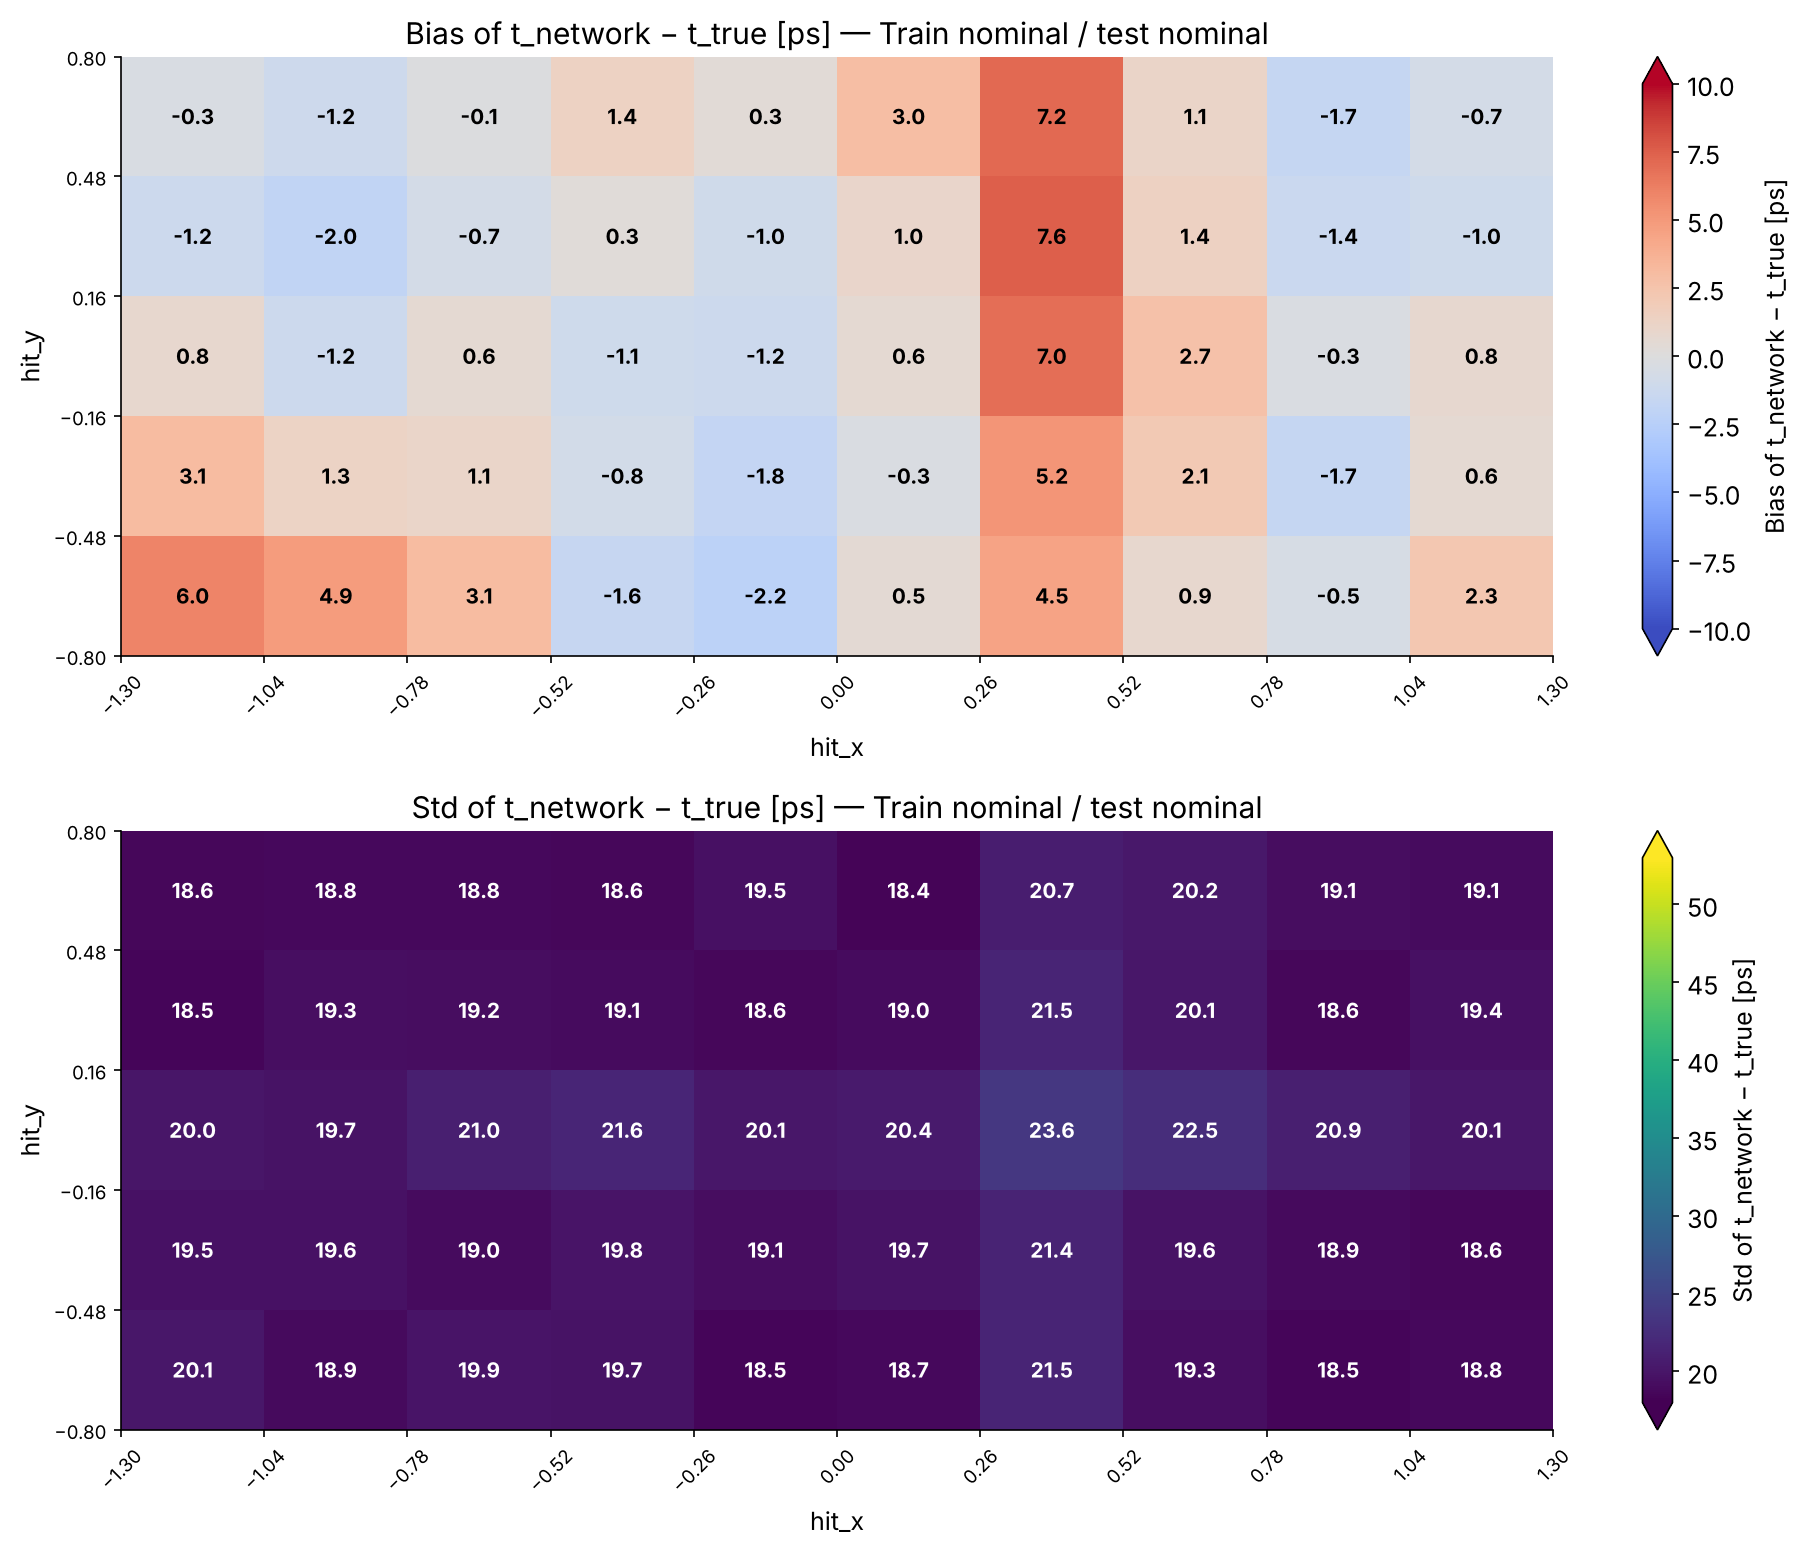 Bias of t_network − t_true [ps] — Train nominal / test nominal
0.80
-0.3 -1.2 -0.1 1.4 0.3 3.0 7.2 1.1 -1.7 -0.7
0.48
-1.2 -2.0 -0.7 0.3 -1.0 1.0 7.6 1.4 -1.4 -1.0
0.16
0.8 -1.2 0.6 -1.1 -1.2 0.6 7.0 2.7 -0.3 0.8
−0.16
3.1 1.3 1.1 -0.8 -1.8 -0.3 5.2 2.1 -1.7 0.6
−0.48
6.0 4.9 3.1 -1.6 -2.2 0.5 4.5 0.9 -0.5 2.3
−0.80
hit_y
−1.30 −1.04 −0.78 −0.52 −0.26 0.00 0.26 0.52 0.78 1.04 1.30
hit_x
10.0
7.5
5.0
2.5
0.0
−2.5
−5.0
−7.5
−10.0
Bias of t_network − t_true [ps]
Std of t_network − t_true [ps] — Train nominal / test nominal
0.80
18.6 18.8 18.8 18.6 19.5 18.4 20.7 20.2 19.1 19.1
0.48
18.5 19.3 19.2 19.1 18.6 19.0 21.5 20.1 18.6 19.4
0.16
20.0 19.7 21.0 21.6 20.1 20.4 23.6 22.5 20.9 20.1
−0.16
19.5 19.6 19.0 19.8 19.1 19.7 21.4 19.6 18.9 18.6
−0.48
20.1 18.9 19.9 19.7 18.5 18.7 21.5 19.3 18.5 18.8
−0.80
hit_y
−1.30 −1.04 −0.78 −0.52 −0.26 0.00 0.26 0.52 0.78 1.04 1.30
hit_x
50
45
40
35
30
25
20
Std of t_network − t_true [ps]